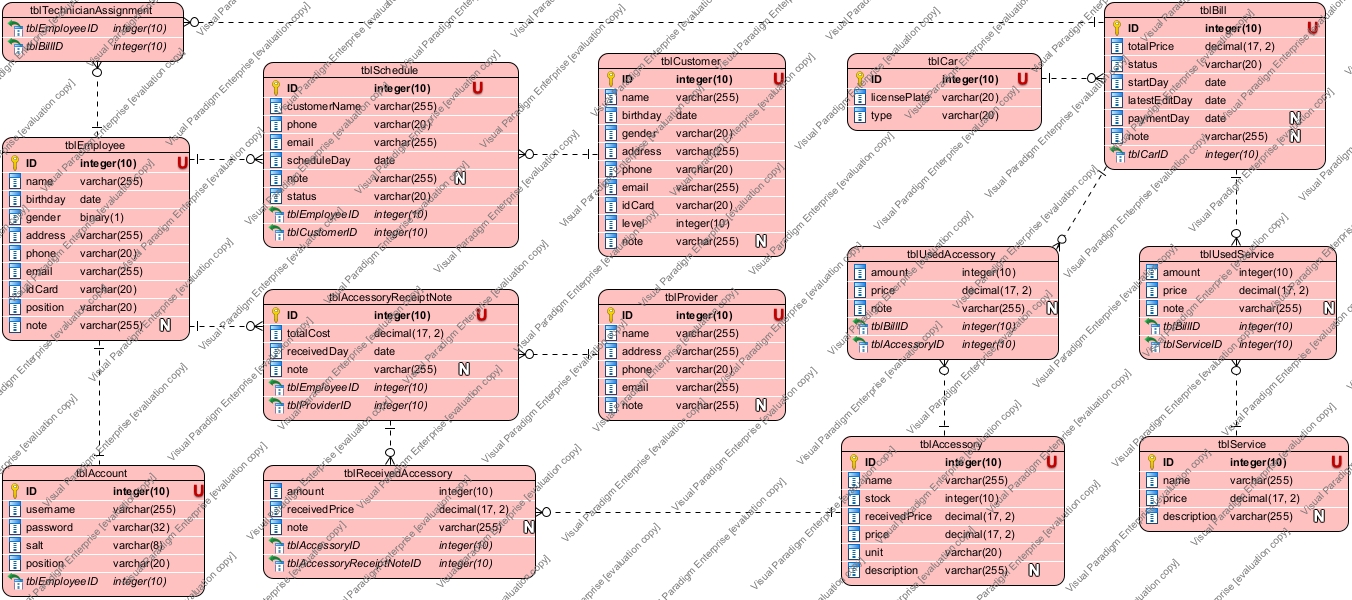 tblTechnicianAssignment
tblEmployeeID integer(10)
tblBillID integer(10)
tblEmployee
ID integer(10) U
name varchar(255)
birthday date
gender binary(1)
address varchar(255)
phone varchar(20)
email varchar(255)
idCard varchar(20)
position varchar(20)
note varchar(255) N
tblAccount
ID integer(10) U
username varchar(255)
password varchar(32)
salt varchar(8)
position varchar(20)
tblEmployeeID integer(10)
tblSchedule
ID integer(10) U
customerName varchar(255)
phone varchar(20)
email varchar(255)
scheduleDay date
note varchar(255) N
status varchar(20)
tblEmployeeID integer(10)
tblCustomerID integer(10)
tblAccessoryReceiptNote
ID integer(10) U
totalCost decimal(17, 2)
receivedDay date
note varchar(255) N
tblEmployeeID integer(10)
tblProviderID integer(10)
tblReceivedAccessory
amount integer(10)
receivedPrice decimal(17, 2)
note varchar(255) N
tblAccessoryID integer(10)
tblAccessoryReceiptNoteID integer(10)
tblCustomer
ID integer(10) U
name varchar(255)
birthday date
gender varchar(20)
address varchar(255)
phone varchar(20)
email varchar(255)
idCard varchar(20)
level integer(10)
note varchar(255) N
tblProvider
ID integer(10) U
name varchar(255)
address varchar(255)
phone varchar(20)
email varchar(255)
note varchar(255) N
tblCar
ID integer(10) U
licensePlate varchar(20)
type varchar(20)
tblBill
ID integer(10) U
totalPrice decimal(17, 2)
status varchar(20)
startDay date
latestEditDay date
paymentDay date N
note varchar(255) N
tblCarID integer(10)
tblUsedAccessory
amount integer(10)
price decimal(17, 2)
note varchar(255) N
tblBillID integer(10)
tblAccessoryID integer(10)
tblUsedService
amount integer(10)
price decimal(17, 2)
note varchar(255) N
tblBillID integer(10)
tblServiceID integer(10)
tblAccessory
ID integer(10) U
name varchar(255)
stock integer(10)
receivedPrice decimal(17, 2)
price decimal(17, 2)
unit varchar(20)
description varchar(255) N
tblService
ID integer(10) U
name varchar(255)
price decimal(17, 2)
description varchar(255) N
Visual Paradigm Enterprise [evaluation copy]